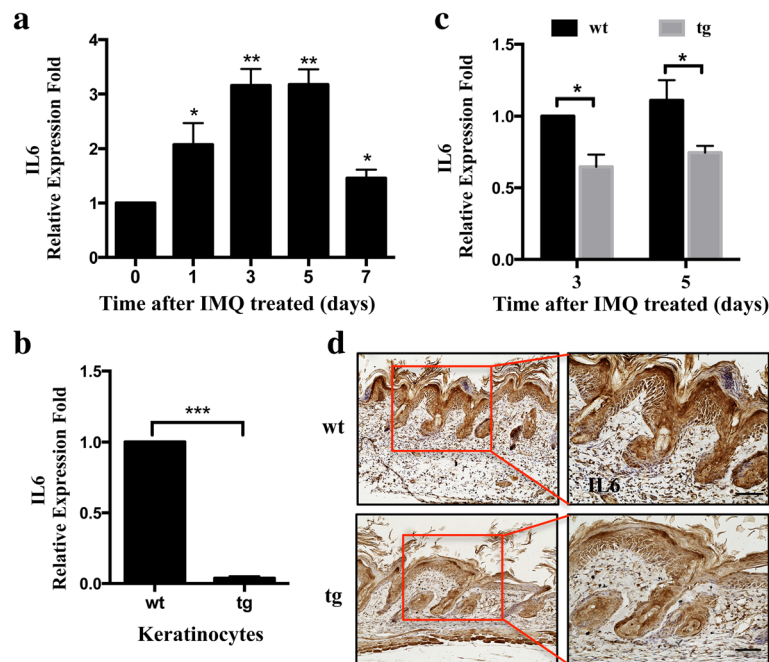 a
IL6
Relative Expression Fold
4
3
2
1
0
*
**
**
*
0 1 3 5 7
Time after IMQ treated (days)
c
wt tg
IL6
Relative Expression Fold
1.5
1.0
0.5
0.0
*
*
3 5
Time after IMQ treated (days)
b
IL6
Relative Expression Fold
1.5
1.0
0.5
0.0
***
wt tg
Keratinocytes
d
wt
IL6
tg